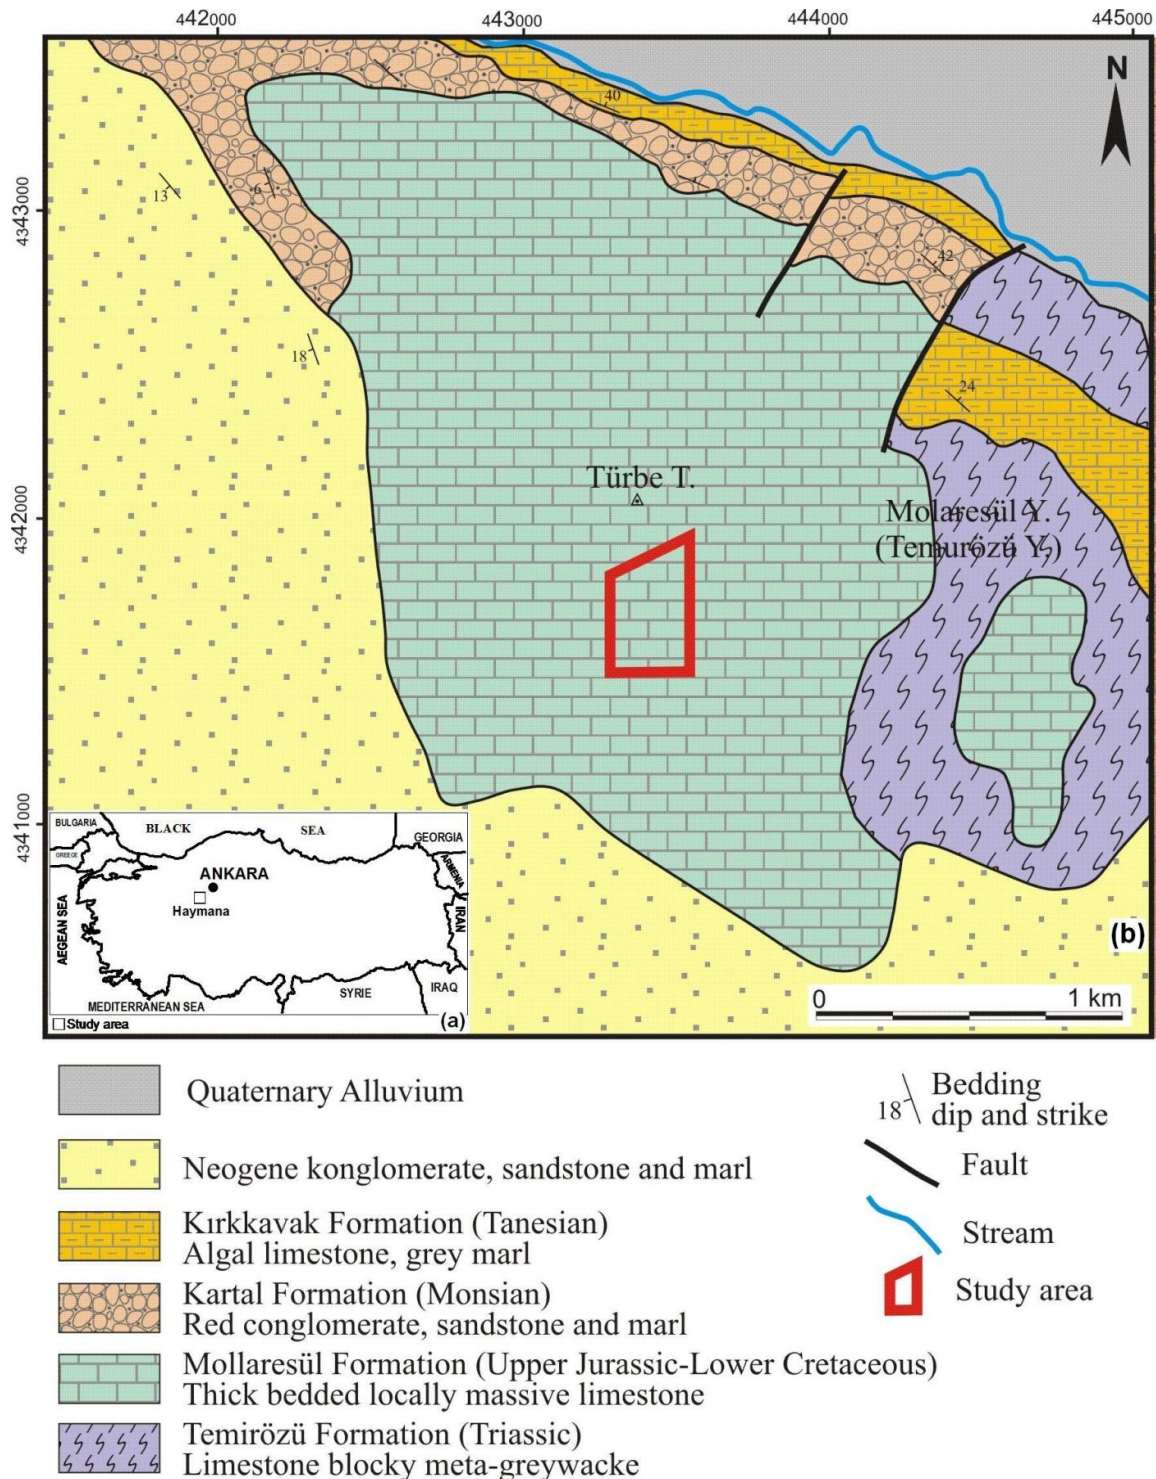 442000 443000 444000 445000
N
40
4343000
13
6
42
18
24
Türbe T.
4342000
Molaresül Y.
(Temurözü Y.)
4341000
BULGARIA
BLACK SEA
GEORGIA
GREECE
ARMENIA
ANKARA
Haymana
AEGEAN SEA
IRAN
SYRIE
IRAQ
MEDITERRANEAN SEA
Study area
(a)
(b)
0 1 km
Quaternary Alluvium
Neogene konglomerate, sandstone and marl
Kırkkavak Formation (Tanesian)
Algal limestone, grey marl
Kartal Formation (Monsian)
Red conglomerate, sandstone and marl
Mollaresül Formation (Upper Jurassic-Lower Cretaceous)
Thick bedded locally massive limestone
Temirözü Formation (Triassic)
Limestone blocky meta-greywacke
18
Bedding
dip and strike
Fault
Stream
Study area